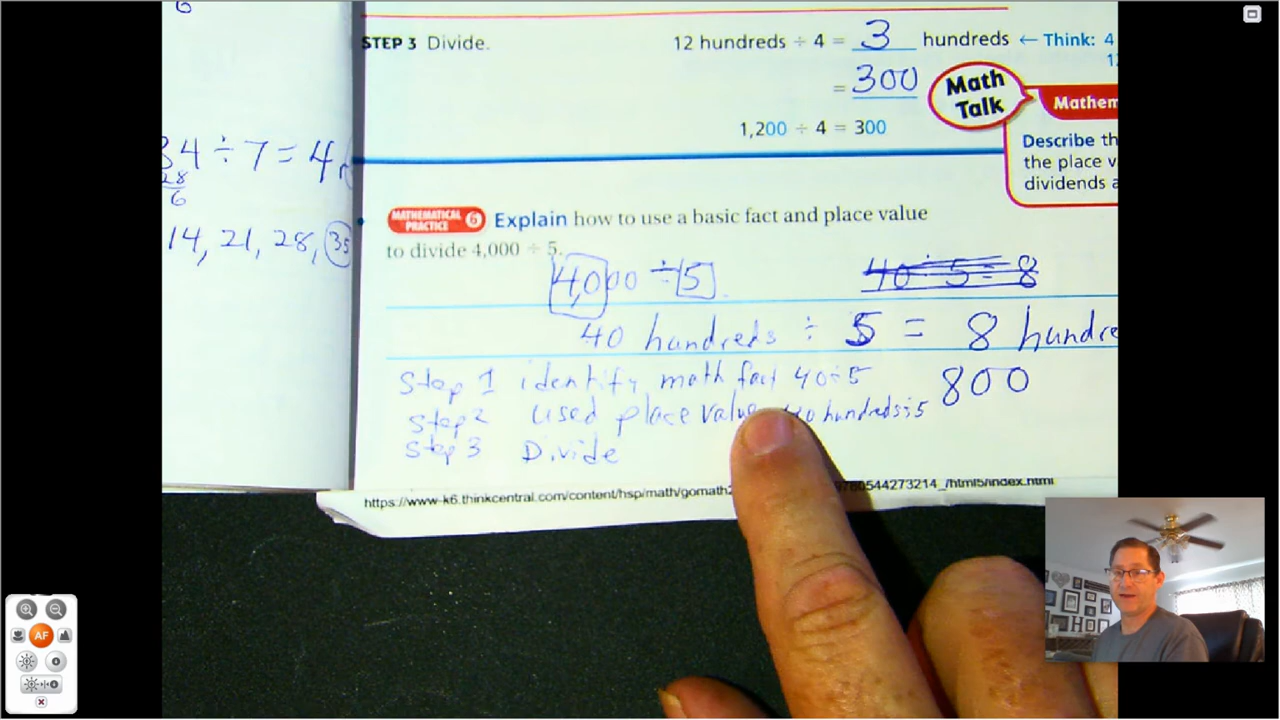 6
STEP 3 Divide.
12 hundreds ÷ 4 = 3 hundreds ← Think: 4
= 300
1,200 ÷ 4 = 300
Math Talk
Describe th
the place v
dividends a
84 ÷ 7 = 4
28
6
14, 21, 28, 35
MATHEMATICAL PRACTICE 6 Explain how to use a basic fact and place value
to divide 4,000 ÷ 5.
4,000 ÷ 5 40 ÷ 5 = 8
40 hundreds ÷ 5 = 8 hundre
Step 1 identify math fact 40÷5 800
Step 2 used place value 40 hundreds÷5
Step 3 Divide
https://www-k6.thinkcentral.com/content/hsp/math/gomath
9780544273214_/html5/index.html
AF